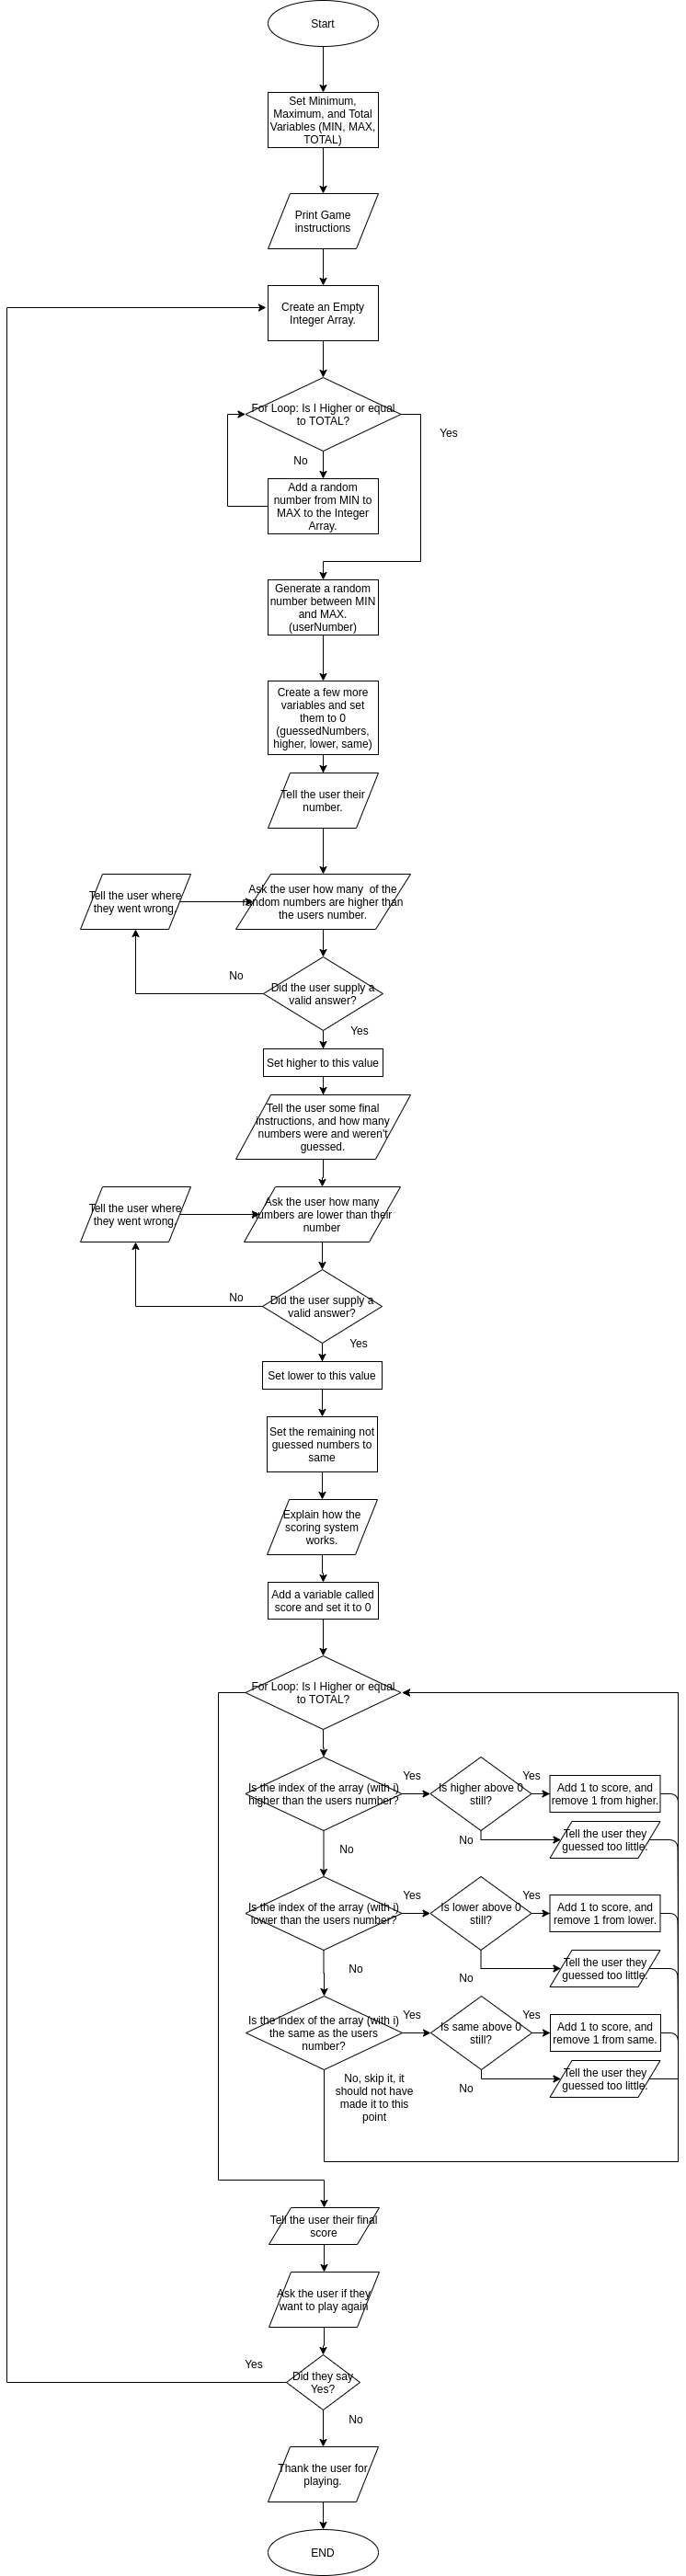 Start
Set Minimum,
Maximum, and Total
Variables (MIN, MAX,
TOTAL)
Print Game
instructions
Create an Empty
Integer Array.
For Loop: Is I Higher or equal
to TOTAL?
Yes
No
Add a random
number from MIN to
MAX to the Integer
Array.
Generate a random
number between MIN
and MAX.
(userNumber)
Create a few more
variables and set
them to 0
(guessedNumbers,
higher, lower, same)
Tell the user their
number.
Tell the user where
they went wrong.
Ask the user how many  of the
random numbers are higher than
the users number.
No
Did the user supply a
valid answer?
Yes
Set higher to this value
Tell the user some final
instructions, and how many
numbers were and weren't
guessed.
Tell the user where
they went wrong.
Ask the user how many
numbers are lower than their
number
No
Did the user supply a
valid answer?
Yes
Set lower to this value
Set the remaining not
guessed numbers to
same
Explain how the
scoring system
works.
Add a variable called
score and set it to 0
For Loop: Is I Higher or equal
to TOTAL?
Is the index of the array (with i)
higher than the users number?
Yes
Is higher above 0
still?
Yes
Add 1 to score, and
remove 1 from higher.
No
Tell the user they
guessed too little.
No
Is the index of the array (with i)
lower than the users number?
Yes
Is lower above 0
still?
Yes
Add 1 to score, and
remove 1 from lower.
No
Tell the user they
guessed too little.
No
Is the index of the array (with i)
the same as the users
number?
Yes
Is same above 0
still?
Yes
Add 1 to score, and
remove 1 from same.
No
Tell the user they
guessed too little.
No, skip it, it
should not have
made it to this
point
Tell the user their final
score
Ask the user if they
want to play again
Yes
Did they say
Yes?
No
Thank the user for
playing.
END